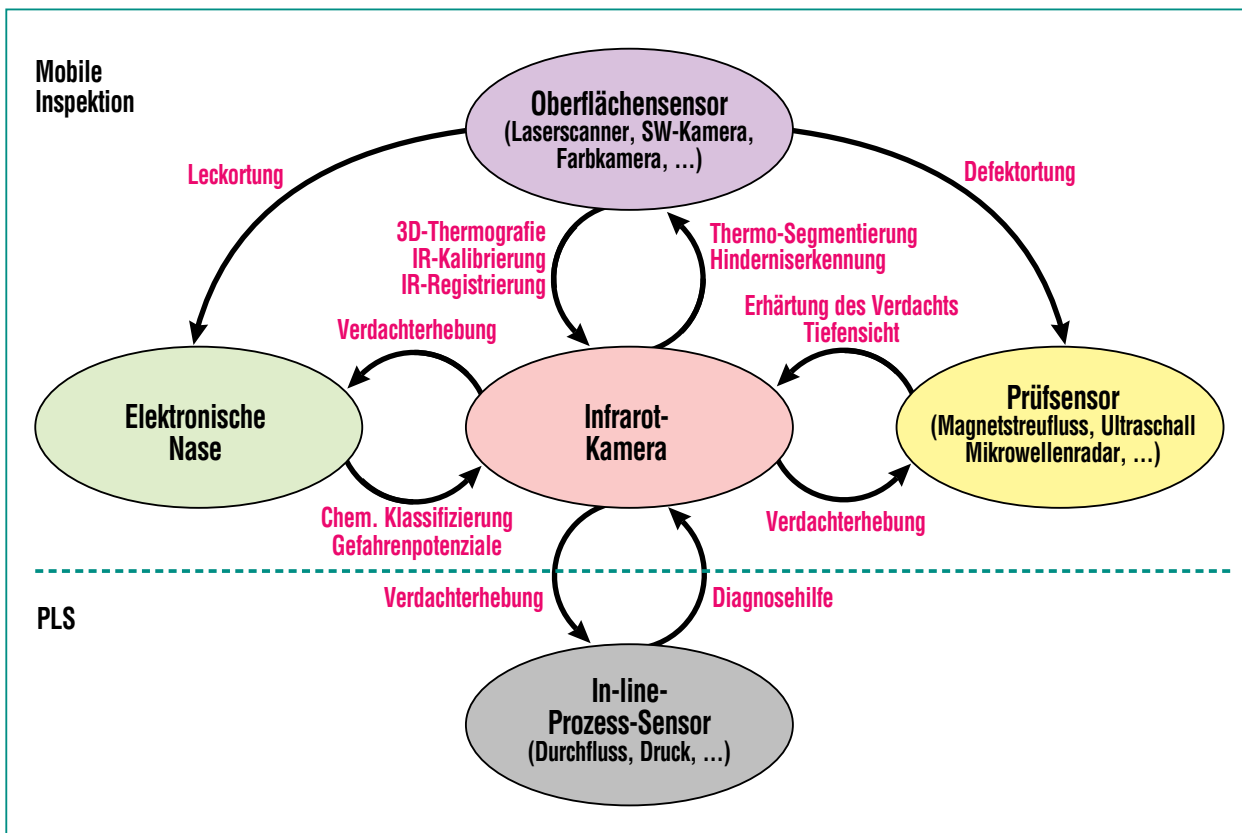 Mobile
Inspektion
Oberflächensensor
(Laserscanner, SW-Kamera,
Farbkamera, …)
Leckortung
Defektortung
3D-Thermografie
IR-Kalibrierung
IR-Registrierung
Thermo-Segmentierung
Hinderniserkennung
Verdachterhebung
Erhärtung des Verdachts
Tiefensicht
Elektronische
Nase
Infrarot-
Kamera
Prüfsensor
(Magnetstreufluss, Ultraschall
Mikrowellenradar, …)
Chem. Klassifizierung
Gefahrenpotenziale
Verdachterhebung
Verdachterhebung
Diagnosehilfe
PLS
In-line-
Prozess-Sensor
(Durchfluss, Druck, …)